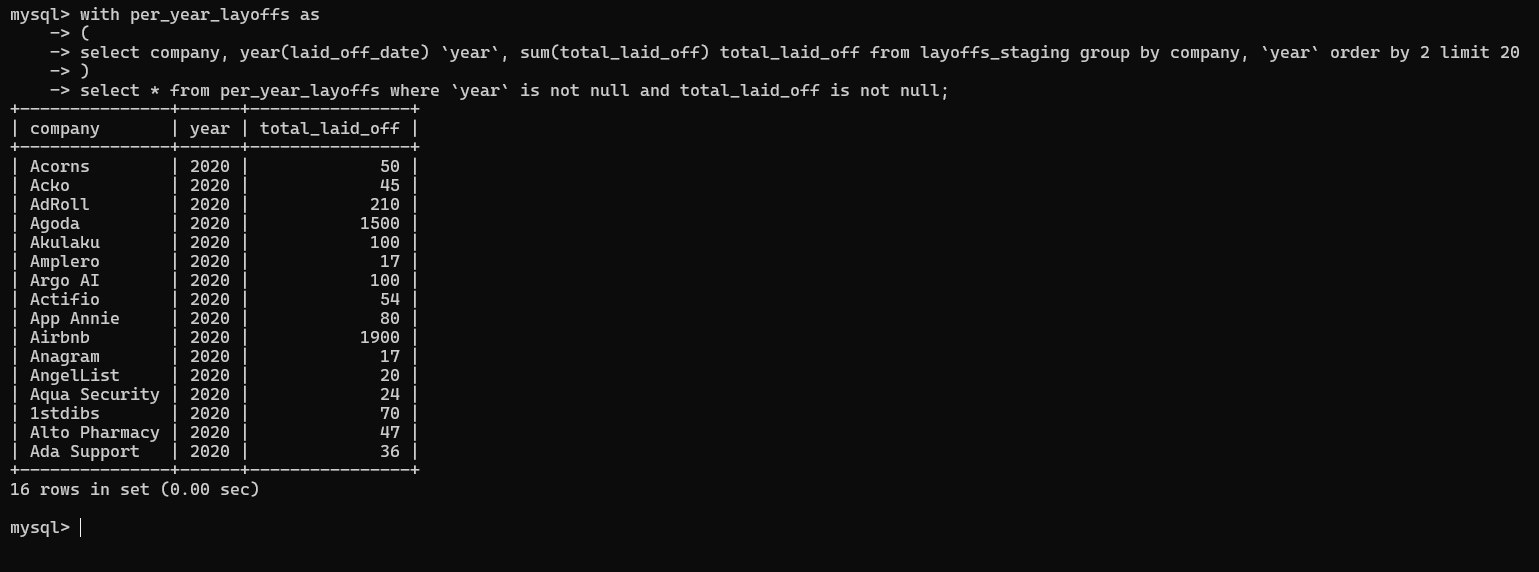 mysql> with per_year_layoffs as
    -> (
    -> select company, year(laid_off_date) `year`, sum(total_laid_off) total_laid_off from layoffs_staging group by company, `year` order by 2 limit 20
    -> )
    -> select * from per_year_layoffs where `year` is not null and total_laid_off is not null;
+---------------+------+----------------+
| company       | year | total_laid_off |
+---------------+------+----------------+
| Acorns        | 2020 |             50 |
| Acko          | 2020 |             45 |
| AdRoll        | 2020 |            210 |
| Agoda         | 2020 |           1500 |
| Akulaku       | 2020 |            100 |
| Amplero       | 2020 |             17 |
| Argo AI       | 2020 |            100 |
| Actifio       | 2020 |             54 |
| App Annie     | 2020 |             80 |
| Airbnb        | 2020 |           1900 |
| Anagram       | 2020 |             17 |
| AngelList     | 2020 |             20 |
| Aqua Security | 2020 |             24 |
| 1stdibs       | 2020 |             70 |
| Alto Pharmacy | 2020 |             47 |
| Ada Support   | 2020 |             36 |
+---------------+------+----------------+
16 rows in set (0.00 sec)
mysql>